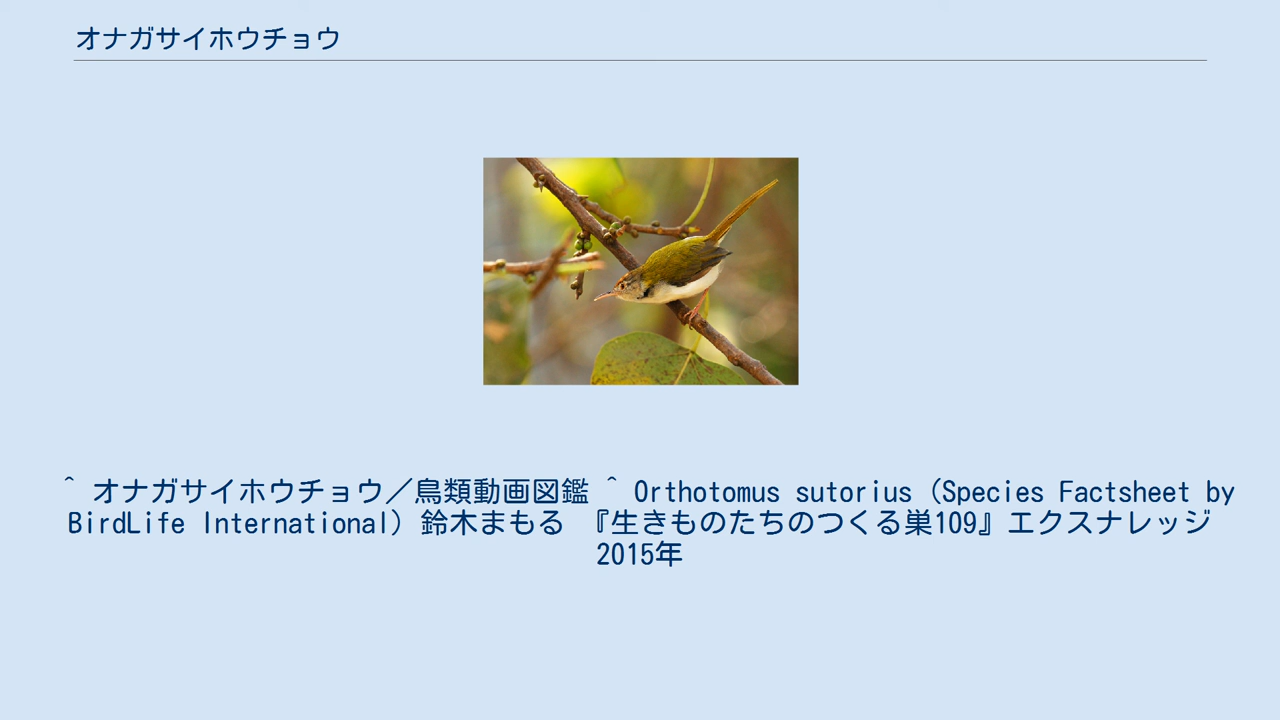 オナガサイホウチョウ
^ オナガサイホウチョウ／鳥類動画図鑑 ^ Orthotomus sutorius（Species Factsheet by
BirdLife International）鈴木まもる　『生きものたちのつくる巣109』エクスナレッジ
2015年